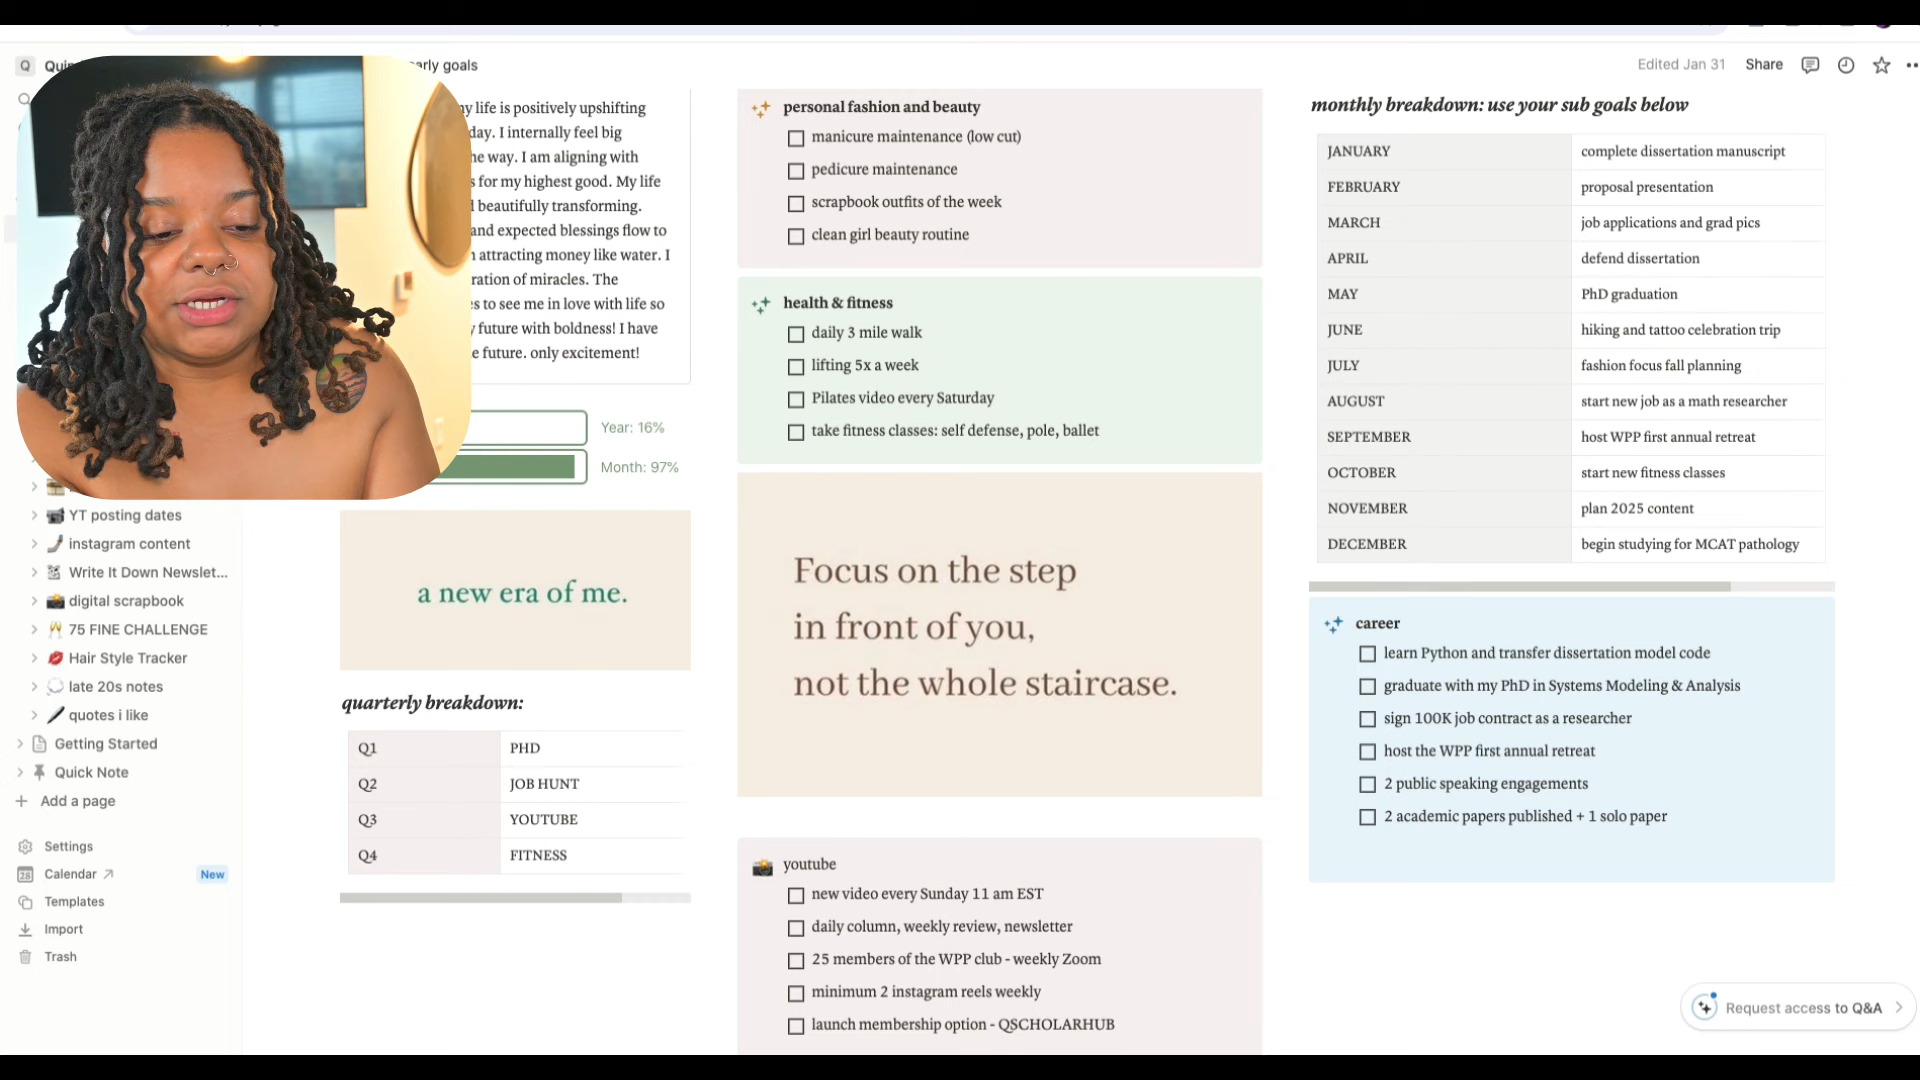 Q
early goals
Edited Jan 31
Share
my life is positively upshifting
day. I internally feel big
he way. I am aligning with
s for my highest good. My life
beautifully transforming.
and expected blessings flow to
attracting money like water. I
ration of miracles. The
s to see me in love with life so
future with boldness! I have
e future. only excitement!
Year: 16%
Month: 97%
a new era of me.
quarterly breakdown:
Q1 PHD
Q2 JOB HUNT
Q3 YOUTUBE
Q4 FITNESS
YT posting dates
instagram content
Write It Down Newslet...
digital scrapbook
75 FINE CHALLENGE
Hair Style Tracker
late 20s notes
quotes i like
Getting Started
Quick Note
Add a page
Settings
28 Calendar New
Templates
Import
Trash
personal fashion and beauty
manicure maintenance (low cut)
pedicure maintenance
scrapbook outfits of the week
clean girl beauty routine
health & fitness
daily 3 mile walk
lifting 5x a week
Pilates video every Saturday
take fitness classes: self defense, pole, ballet
Focus on the step
in front of you,
not the whole staircase.
youtube
new video every Sunday 11 am EST
daily column, weekly review, newsletter
25 members of the WPP club - weekly Zoom
minimum 2 instagram reels weekly
launch membership option - QSCHOLARHUB
monthly breakdown: use your sub goals below
JANUARY complete dissertation manuscript
FEBRUARY proposal presentation
MARCH job applications and grad pics
APRIL defend dissertation
MAY PhD graduation
JUNE hiking and tattoo celebration trip
JULY fashion focus fall planning
AUGUST start new job as a math researcher
SEPTEMBER host WPP first annual retreat
OCTOBER start new fitness classes
NOVEMBER plan 2025 content
DECEMBER begin studying for MCAT pathology
career
learn Python and transfer dissertation model code
graduate with my PhD in Systems Modeling & Analysis
sign 100K job contract as a researcher
host the WPP first annual retreat
2 public speaking engagements
2 academic papers published + 1 solo paper
Request access to Q&A